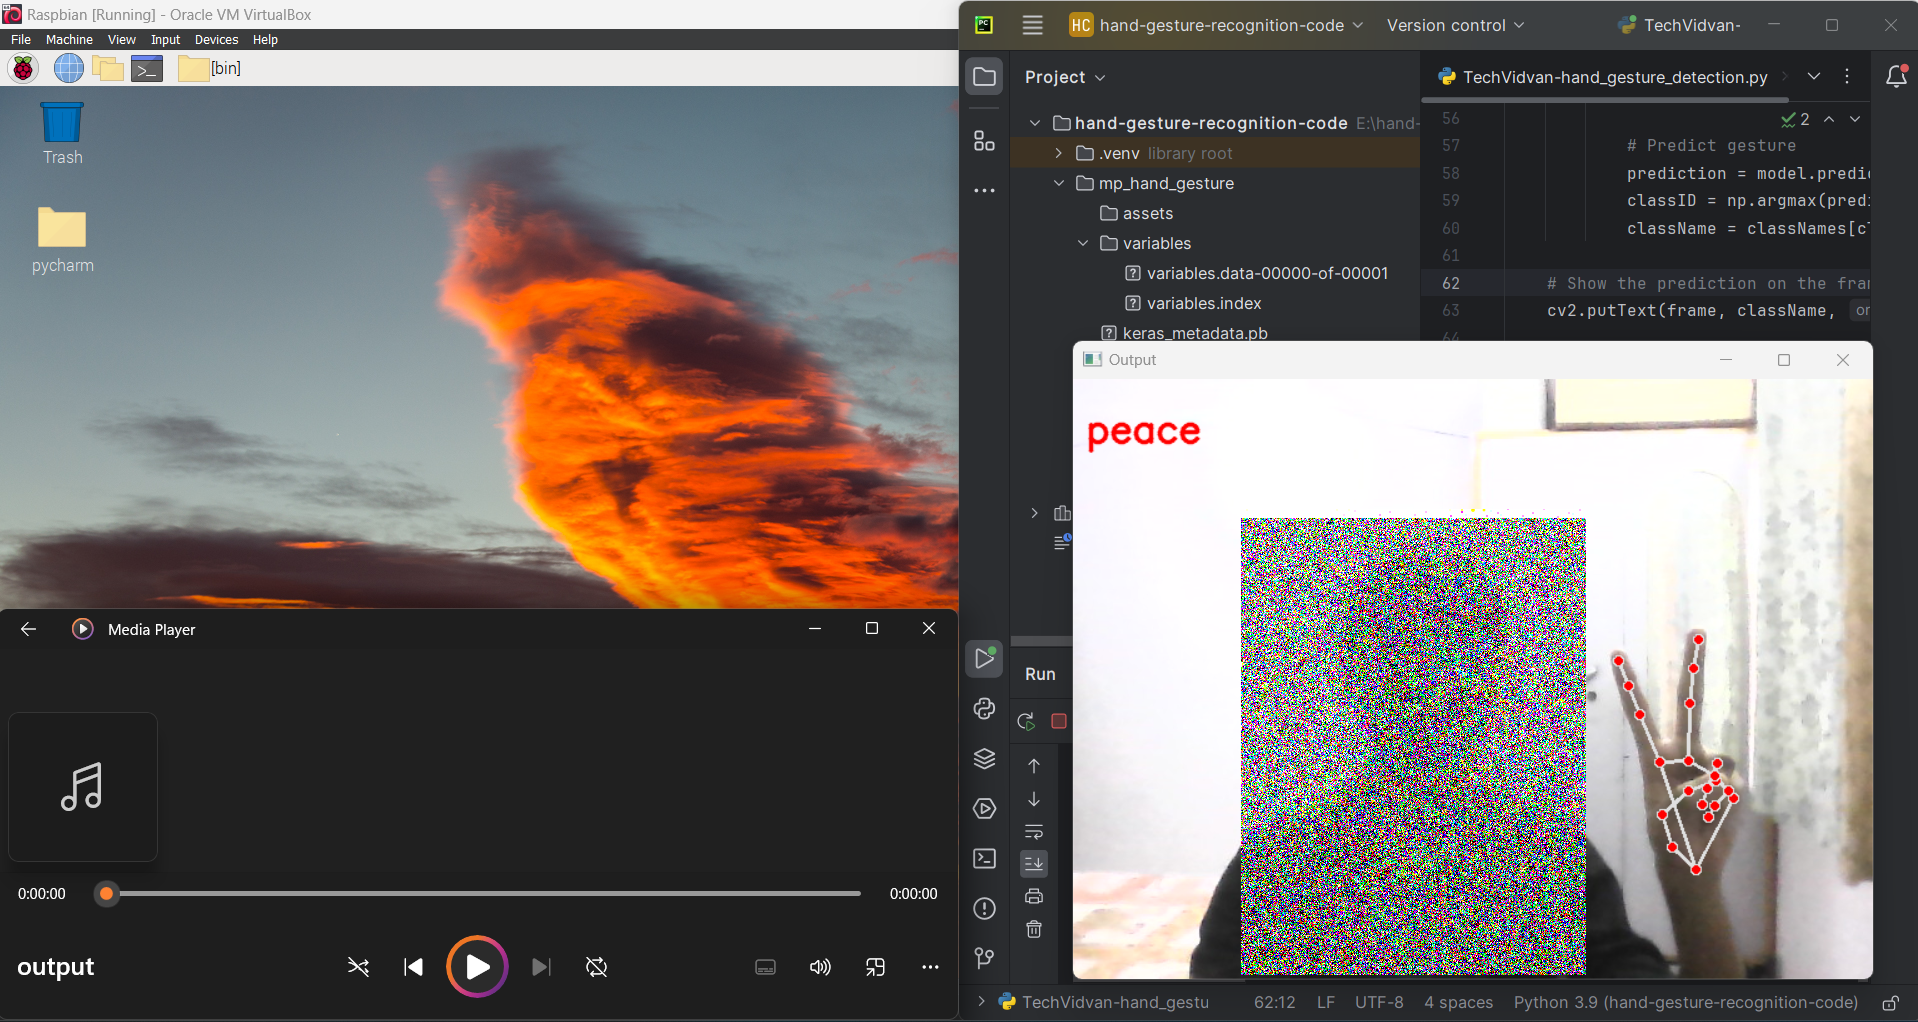 Raspbian [Running] - Oracle VM VirtualBox
File Machine View Input Devices Help
[bin]
Trash
pycharm
HC hand-gesture-recognition-code Version control TechVidvan-
Project
hand-gesture-recognition-code E:\hand-
.venv library root
mp_hand_gesture
assets
variables
variables.data-00000-of-00001
variables.index
keras_metadata.pb
TechVidvan-hand_gesture_detection.py
2
56
57 # Predict gesture
58 prediction = model.predi
59 classID = np.argmax(pred
60 className = classNames[c
61
62 # Show the prediction on the fra
63 cv2.putText(frame, className, or
64
Output
peace
Run
Media Player
0:00:00 0:00:00
output
TechVidvan-hand_gestu 62:12 LF UTF-8 4 spaces Python 3.9 (hand-gesture-recognition-code)